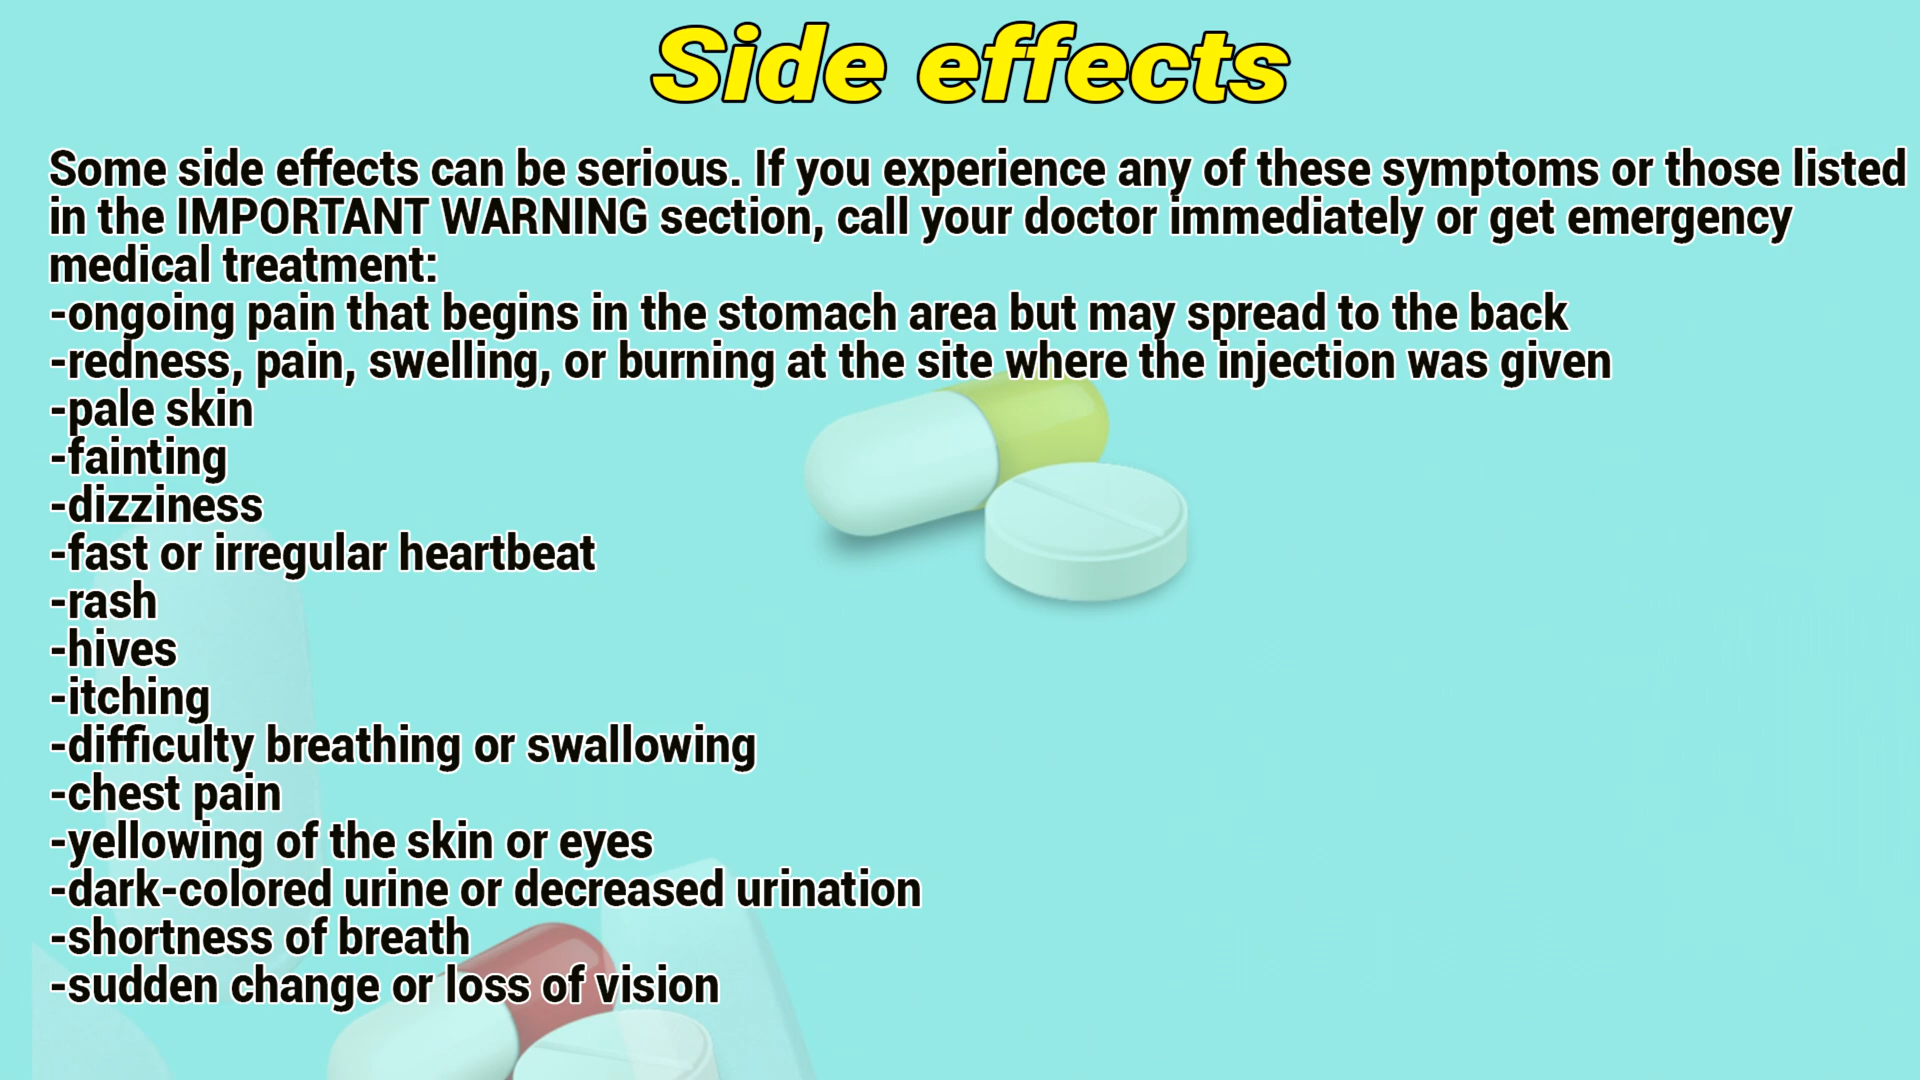 Side effects
Some side effects can be serious. If you experience any of these symptoms or those listed
in the IMPORTANT WARNING section, call your doctor immediately or get emergency
medical treatment:
-ongoing pain that begins in the stomach area but may spread to the back
-redness, pain, swelling, or burning at the site where the injection was given
-pale skin
-fainting
-dizziness
-fast or irregular heartbeat
-rash
-hives
-itching
-difficulty breathing or swallowing
-chest pain
-yellowing of the skin or eyes
-dark-colored urine or decreased urination
-shortness of breath
-sudden change or loss of vision